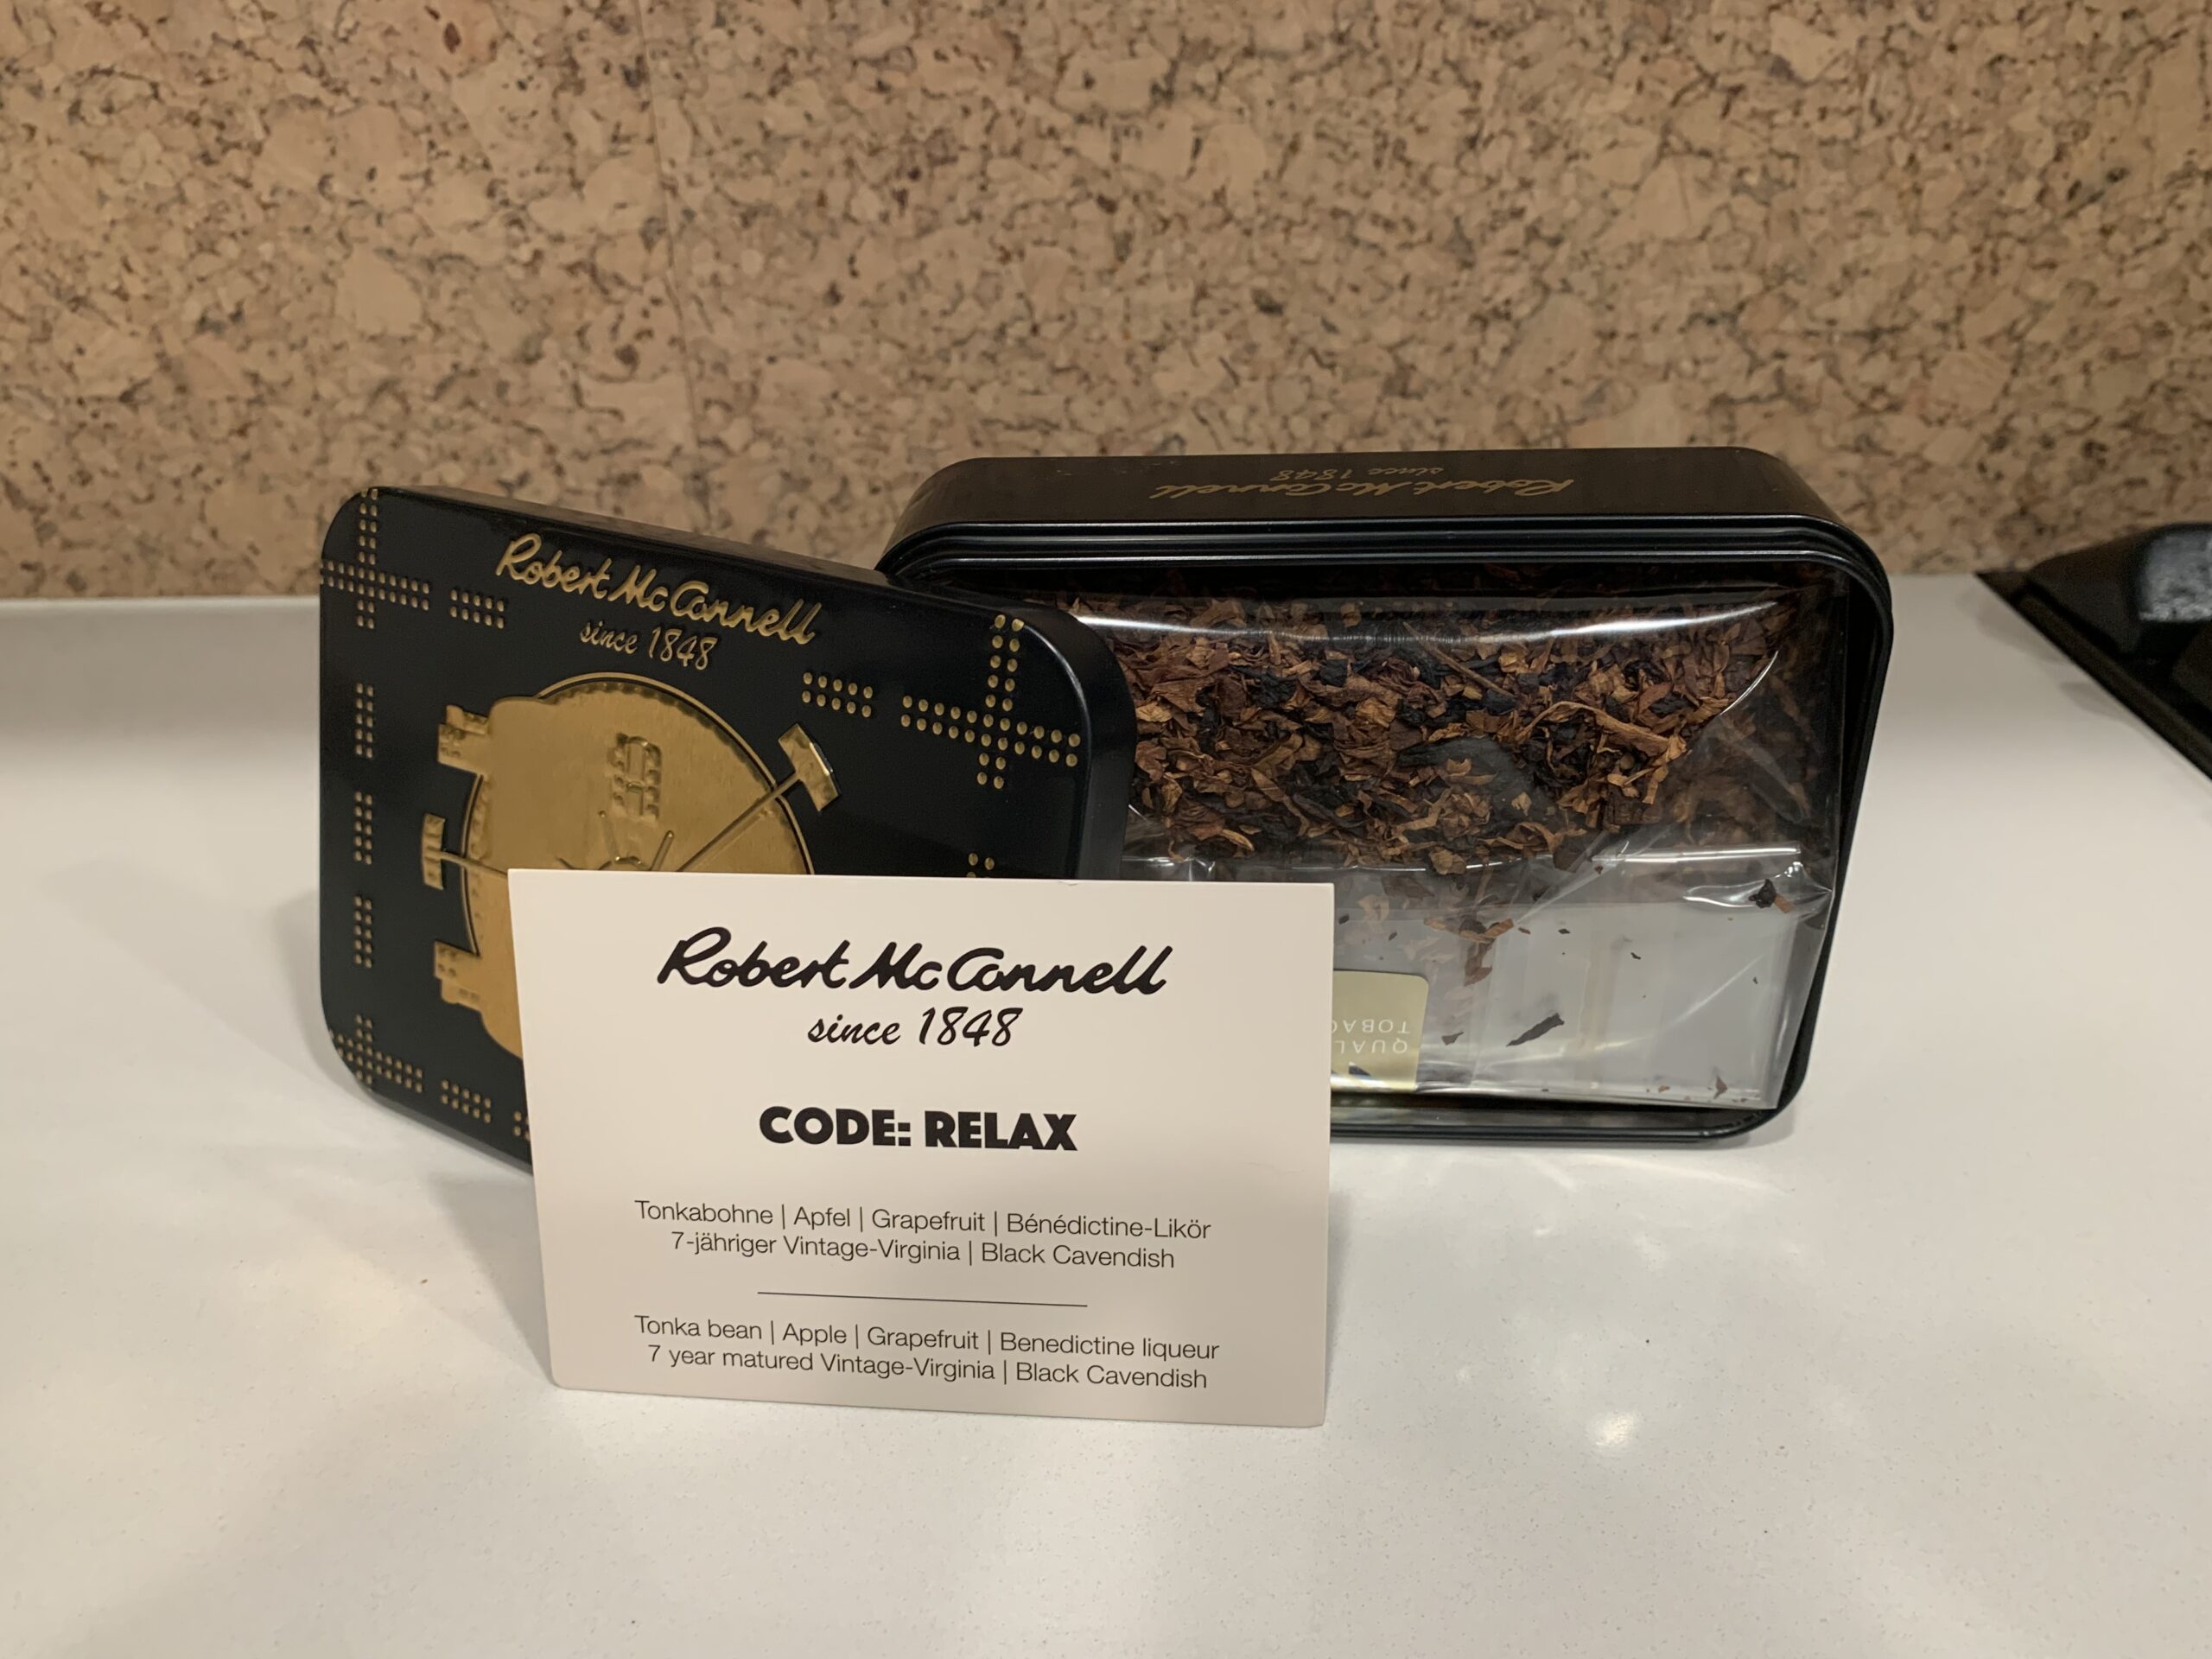 Robert McConnell
since 1848
Robert McConnell
since 1848
QUAL
TOBAC
Robert McConnell
since 1848
CODE: RELAX
Tonkabohne | Apfel | Grapefruit | Bénédictine-Likör
7-jähriger Vintage-Virginia | Black Cavendish
Tonka bean | Apple | Grapefruit | Benedictine liqueur
7 year matured Vintage-Virginia | Black Cavendish